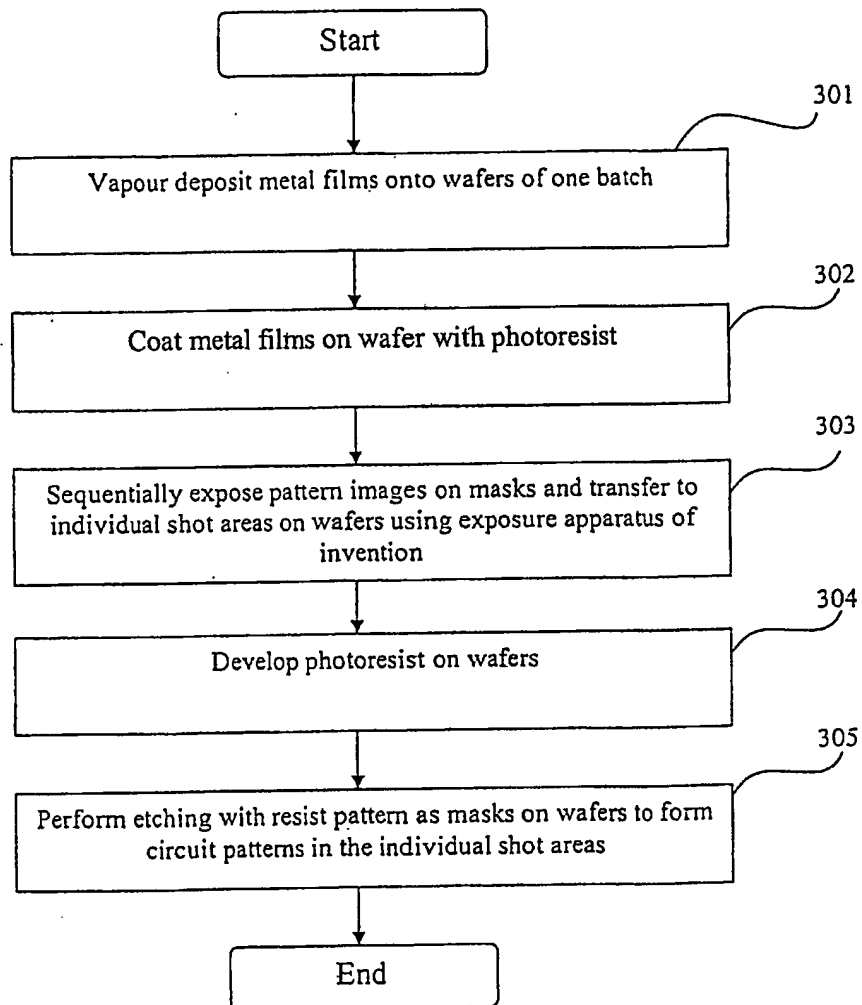 Start
301
Vapour deposit metal films onto wafers of one batch
302
Coat metal films on wafer with photoresist
303
Sequentially expose pattern images on masks and transfer to
individual shot areas on wafers using exposure apparatus of
invention
304
Develop photoresist on wafers
305
Perform etching with resist pattern as masks on wafers to form
circuit patterns in the individual shot areas
End